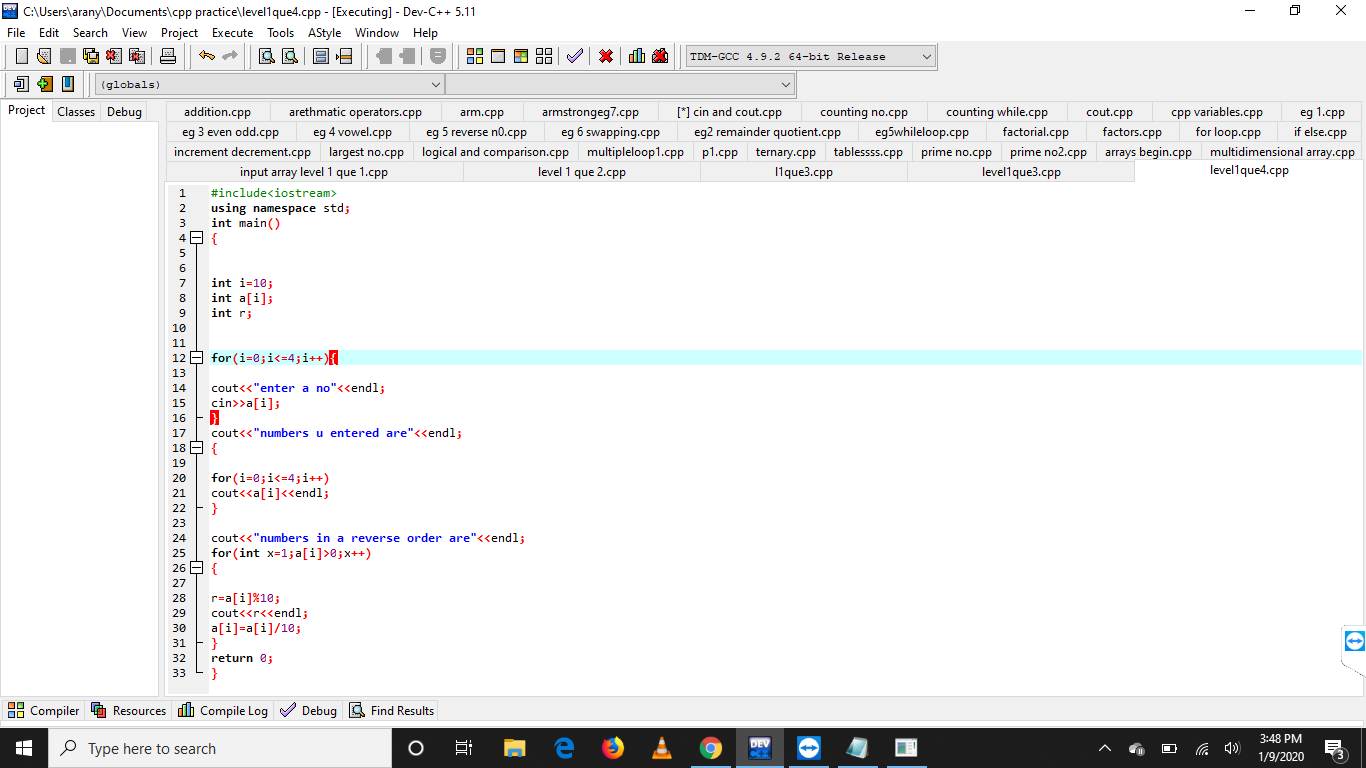 C:\Users\arany\Documents\cpp practice\level1que4.cpp - [Executing] - Dev-C++ 5.11
File Edit Search View Project Execute Tools AStyle Window Help
TDM-GCC 4.9.2 64-bit Release
(globals)
Project Classes Debug
addition.cpp arethmatic operators.cpp arm.cpp armstrongeg7.cpp [*] cin and cout.cpp counting no.cpp counting while.cpp cout.cpp cpp variables.cpp eg 1.cpp
eg 3 even odd.cpp eg 4 vowel.cpp eg 5 reverse n0.cpp eg 6 swapping.cpp eg2 remainder quotient.cpp eg5whileloop.cpp factorial.cpp factors.cpp for loop.cpp if else.cpp
increment decrement.cpp largest no.cpp logical and comparison.cpp multipleloop1.cpp p1.cpp ternary.cpp tablessss.cpp prime no.cpp prime no2.cpp arrays begin.cpp multidimensional array.cpp
input array level 1 que 1.cpp level 1 que 2.cpp l1que3.cpp level1que3.cpp level1que4.cpp
1 #include<iostream>
2 using namespace std;
3 int main()
4 {
5
6
7 int i=10;
8 int a[i];
9 int r;
10
11
12 for(i=0;i<=4;i++){
13
14 cout<<"enter a no"<<endl;
15 cin>>a[i];
16 }
17 cout<<"numbers u entered are"<<endl;
18 {
19
20 for(i=0;i<=4;i++)
21 cout<<a[i]<<endl;
22 }
23
24 cout<<"numbers in a reverse order are"<<endl;
25 for(int x=1;a[i]>0;x++)
26 {
27
28 r=a[i]%10;
29 cout<<r<<endl;
30 a[i]=a[i]/10;
31 }
32 return 0;
33 }
Compiler Resources Compile Log Debug Find Results
Type here to search
DEV
3:48 PM
1/9/2020
3